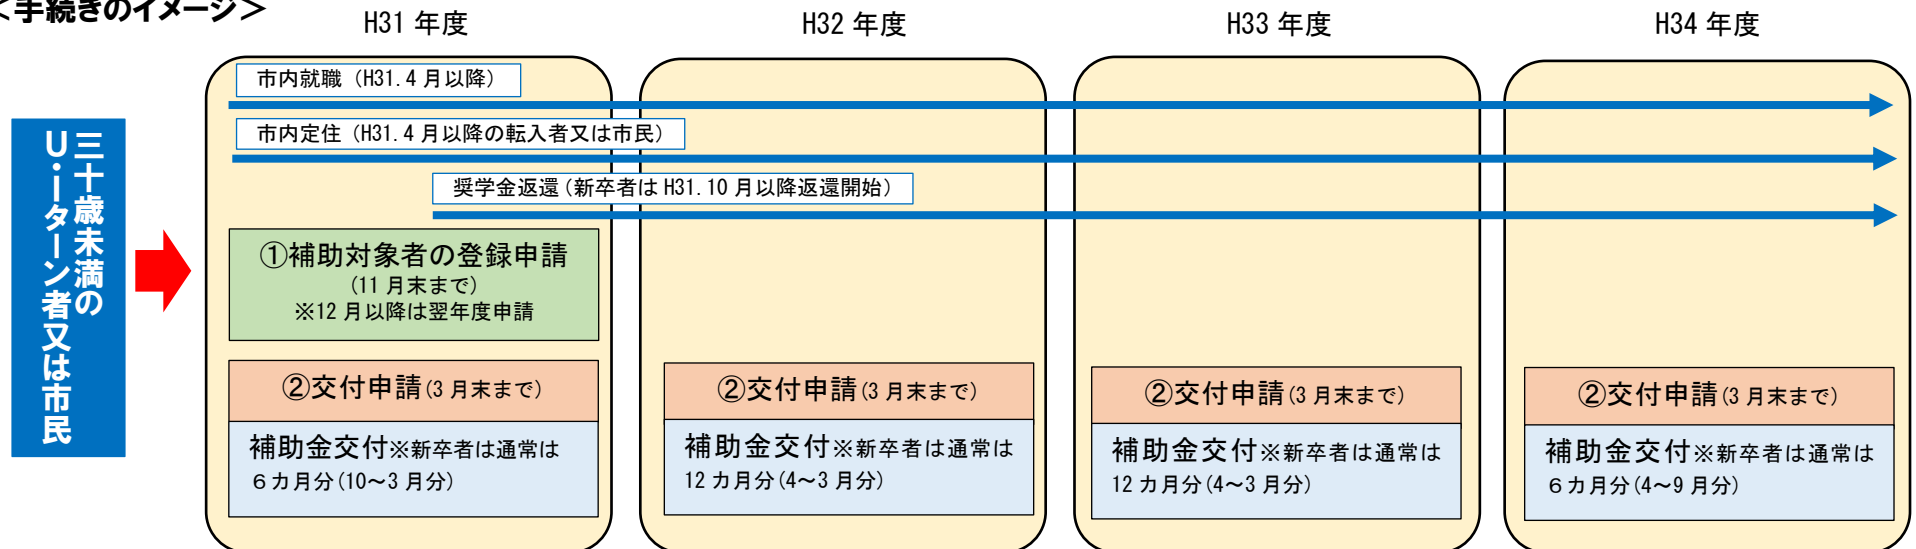 ＜手続きのイメージ＞
H31 年度
H32 年度
H33 年度
H34 年度
三十歳未満の
U・Iターン者又は市民
市内就職（H31.4 月以降）
市内定住（H31.4 月以降の転入者又は市民）
奨学金返還（新卒者は H31.10 月以降返還開始）
①補助対象者の登録申請
（11 月末まで）
※12 月以降は翌年度申請
②交付申請（3 月末まで）
補助金交付※新卒者は通常は
６カ月分（10～3 月分）
②交付申請（3 月末まで）
補助金交付※新卒者は通常は
12 カ月分（4～3 月分）
②交付申請（3 月末まで）
補助金交付※新卒者は通常は
12 カ月分（4～3 月分）
②交付申請（3 月末まで）
補助金交付※新卒者は通常は
６カ月分（4～9 月分）